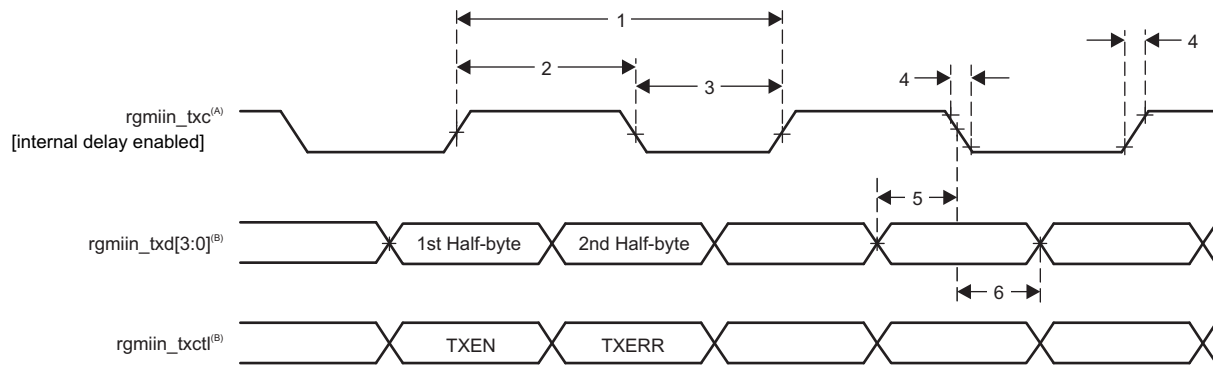 1
2
3
4
4
rgmiin_txc(A)
[internal delay enabled]
5
rgmiin_txd[3:0](B)
1st Half-byte
2nd Half-byte
6
rgmiin_txctl(B)
TXEN
TXERR